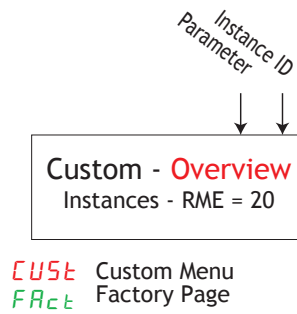 Instance ID
Parameter
Custom - Overview
Instances - RME = 20
CUSt Custom Menu
FACt Factory Page